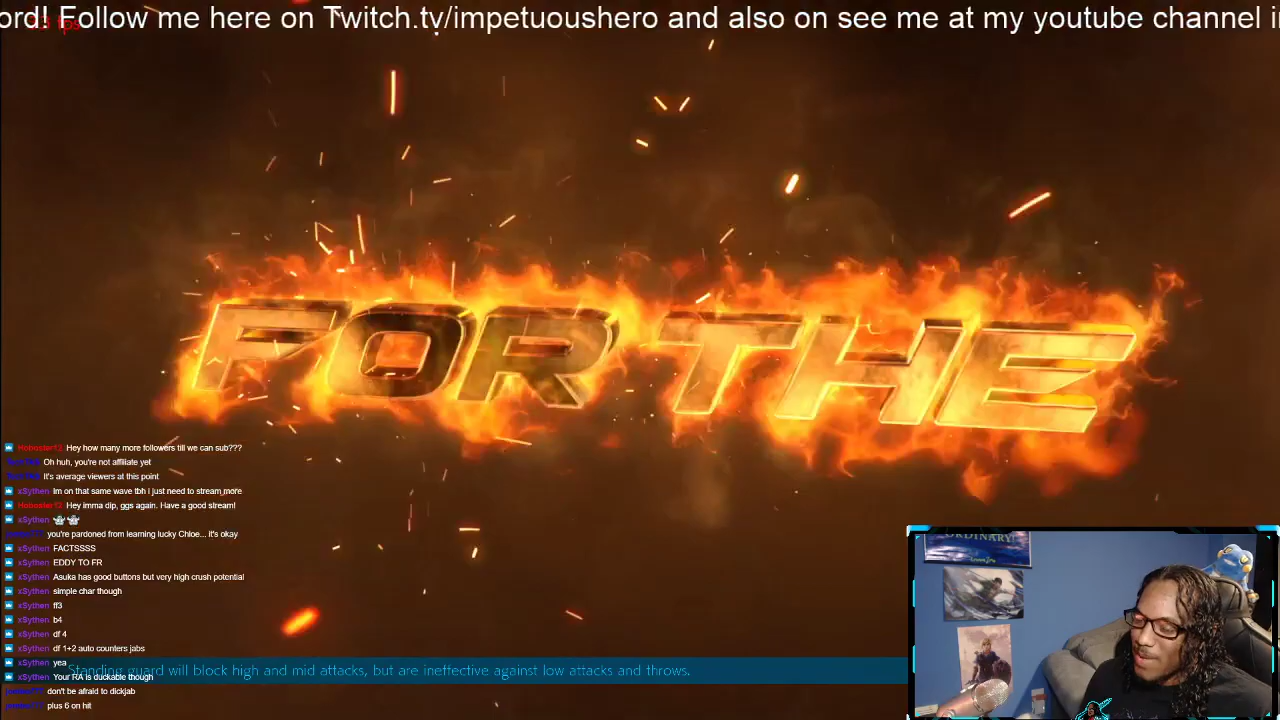 ord! Follow me here on Twitch.tv/impetuoushero and also on see me at my youtube channel i
fps
FOR THE
Hobostar12 Hey how many more followers till we can sub???
Oh huh, you're not affiliate yet
It's average viewers at this point
xSythen Im on that same wave tbh i just need to stream more
Hobostar12 Hey imma dip, ggs again. Have a good stream!
xSythen
you're pardoned from learning lucky Chloe... it's okay
xSythen FACTSSSS
xSythen EDDY TO FR
xSythen Asuka has good buttons but very high crush potential
xSythen simple char though
xSythen ff3
xSythen b4
xSythen df 4
xSythen df 1+2 auto counters jabs
xSythen yea
Standing guard will block high and mid attacks, but are ineffective against low attacks and throws.
xSythen Your RA is duckable though
don't be afraid to dickjab
plus 6 on hit
ORDINARY